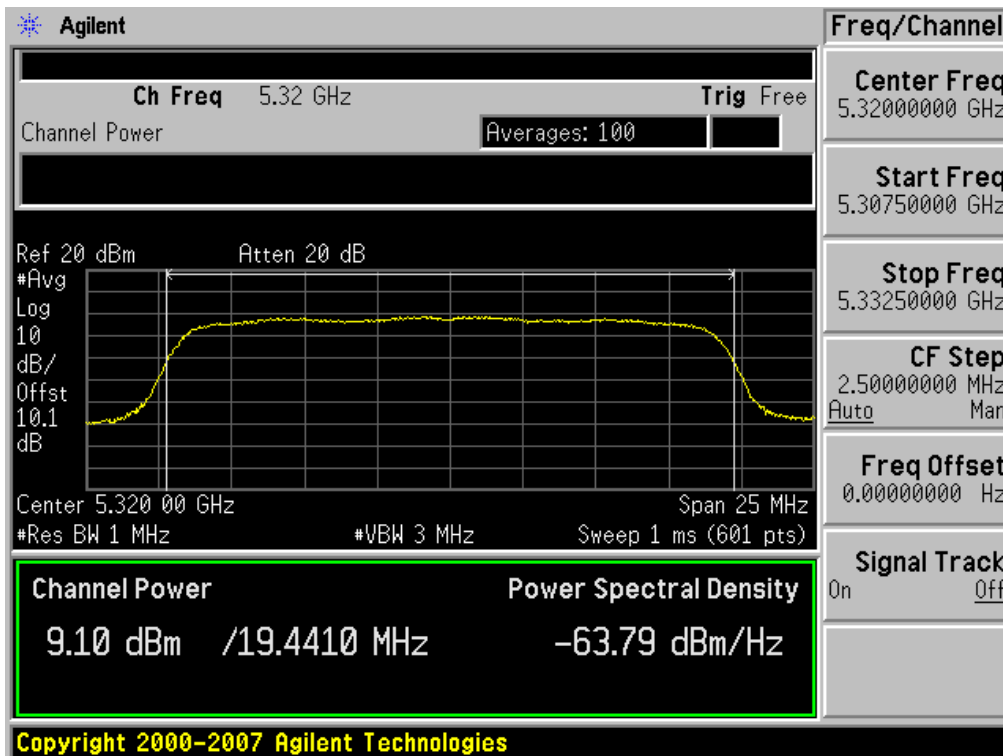 Agilent
Freq/Channel
Ch Freq 5.32 GHz Trig Free
Channel Power Averages: 100
Center Freq
5.32000000 GHz
Start Freq
5.30750000 GHz
Stop Freq
5.33250000 GHz
CF Step
2.50000000 MHz
Auto Man
Freq Offset
0.00000000 Hz
Signal Track
On Off
Ref 20 dBm Atten 20 dB
#Avg
Log
10
dB/
Offst
10.1
dB
Center 5.320 00 GHz Span 25 MHz
#Res BW 1 MHz #VBW 3 MHz Sweep 1 ms (601 pts)
Channel Power Power Spectral Density
9.10 dBm /19.4410 MHz -63.79 dBm/Hz
Copyright 2000-2007 Agilent Technologies